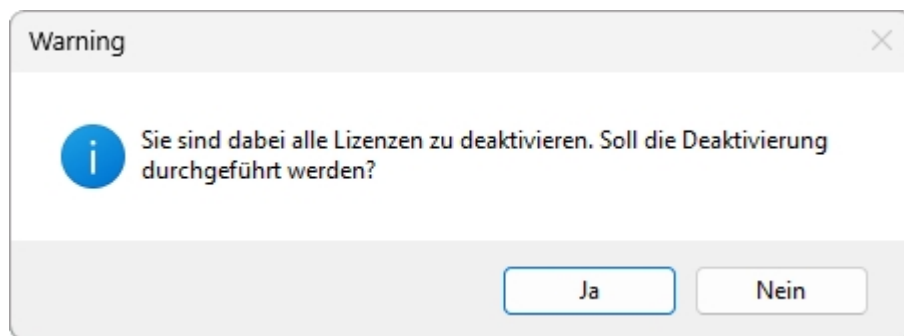 Warning
Sie sind dabei alle Lizenzen zu deaktivieren. Soll die Deaktivierung
durchgeführt werden?
Ja
Nein